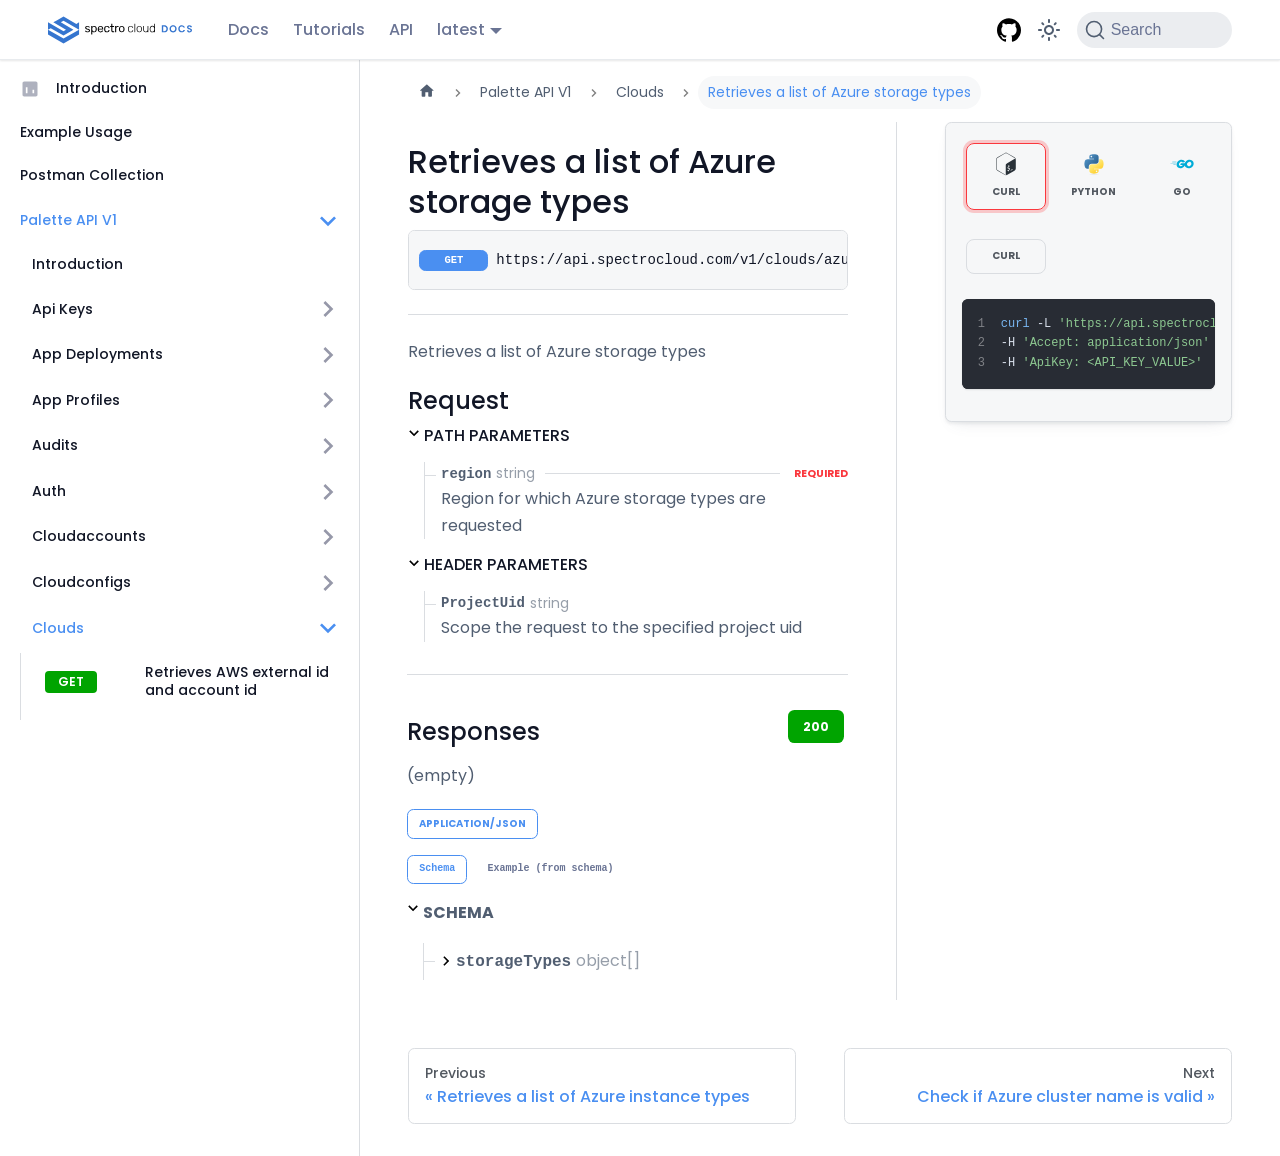 spectro cloud DOCS
Docs
Tutorials
API
latest
Search
Introduction
Example Usage
Postman Collection
Palette API V1
Introduction
Api Keys
App Deployments
App Profiles
Audits
Auth
Cloudaccounts
Cloudconfigs
Clouds
GET
Retrieves AWS external id
and account id
Palette API V1
Clouds
Retrieves a list of Azure storage types
Retrieves a list of Azure
storage types
GET https://api.spectrocloud.com/v1/clouds/azu
Retrieves a list of Azure storage types
Request
PATH PARAMETERS
region string REQUIRED
Region for which Azure storage types are
requested
HEADER PARAMETERS
ProjectUid string
Scope the request to the specified project uid
Responses
200
(empty)
APPLICATION/JSON
Schema Example (from schema)
SCHEMA
storageTypes object[]
CURL
PYTHON
GO
GO
CURL
1 curl -L 'https://api.spectrocl
2 -H 'Accept: application/json'
3 -H 'ApiKey: <API_KEY_VALUE>'
Previous
« Retrieves a list of Azure instance types
Next
Check if Azure cluster name is valid »